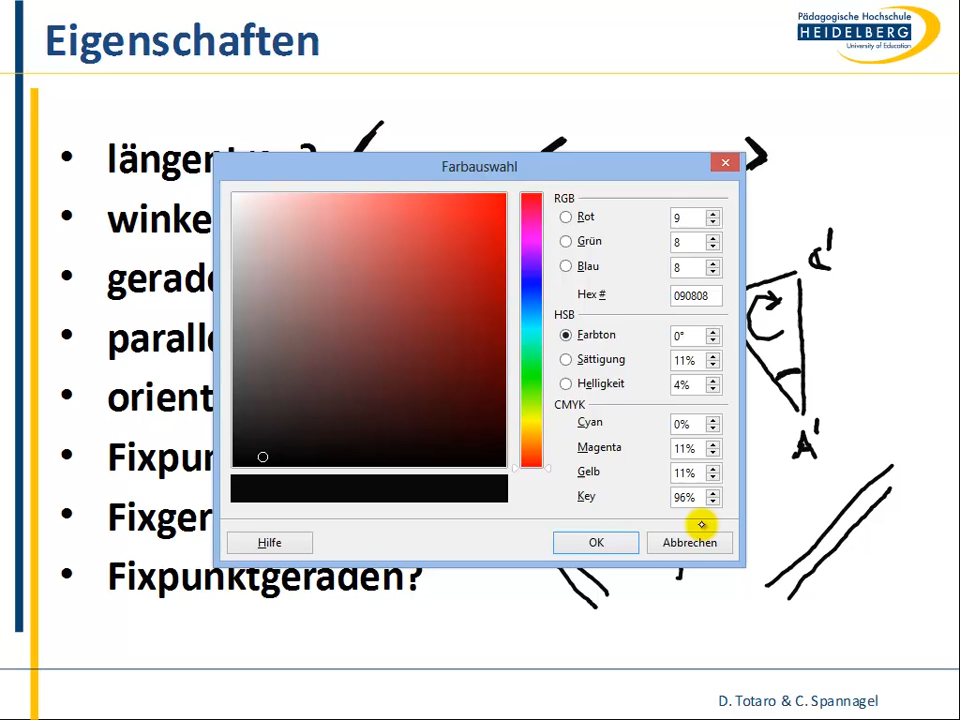 Eigenschaften
Pädagogische Hochschule
HEIDELBERG
University of Education
Farbauswahl
RGB
Rot 9
Grün 8
Blau 8
Hex # 090808
HSB
Farbton 0°
Sättigung 11%
Helligkeit 4%
CMYK
Cyan 0%
Magenta 11%
Gelb 11%
Key 96%
Hilfe
OK
Abbrechen
• winke
• gerade
• paralle
• orient
• Fixpun
• Fixger
• Fixpunktgeraden?
C'
A'
D. Totaro & C. Spannagel